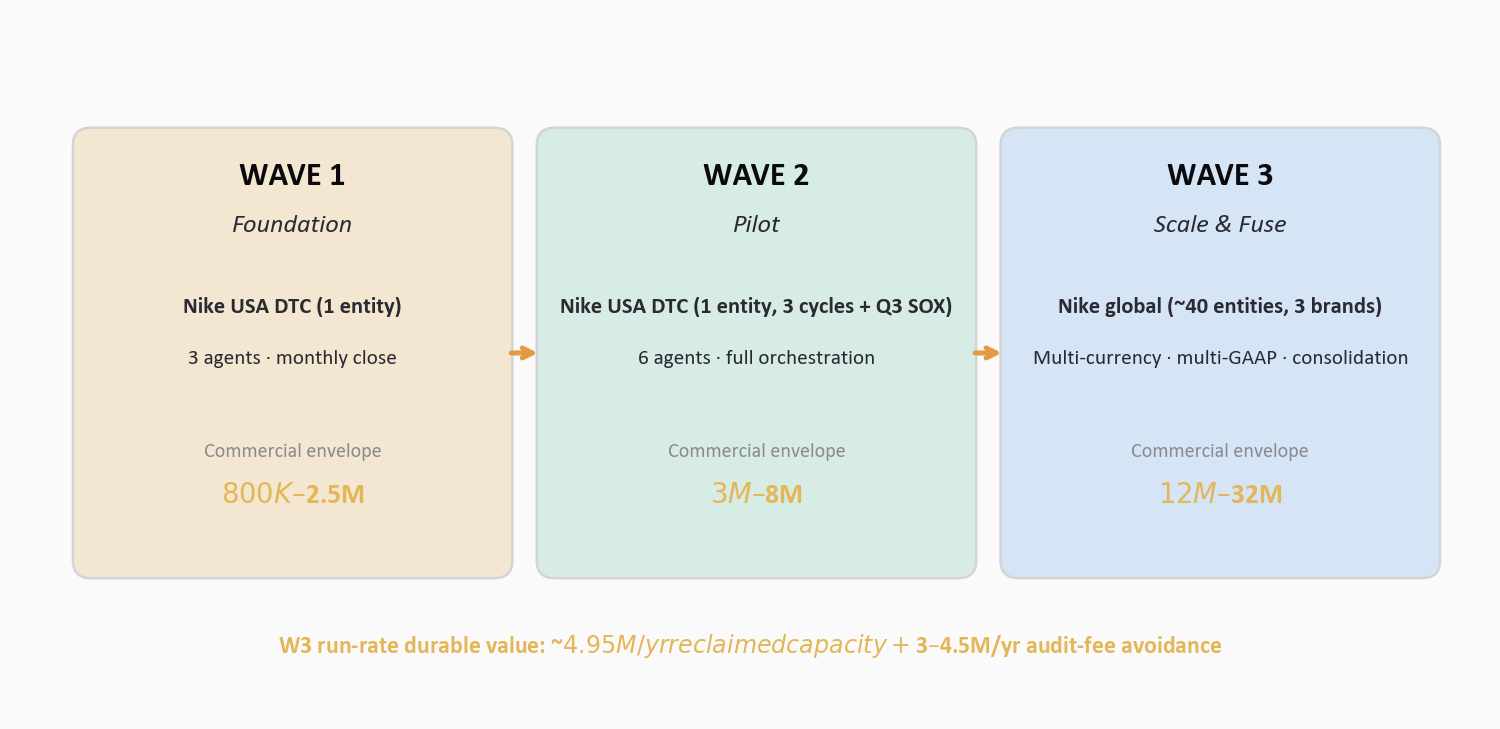 WAVE 1
Foundation
Nike USA DTC (1 entity)
3 agents · monthly close
Commercial envelope
800K–2.5M
WAVE 2
Pilot
Nike USA DTC (1 entity, 3 cycles + Q3 SOX)
6 agents · full orchestration
Commercial envelope
3M–8M
WAVE 3
Scale & Fuse
Nike global (~40 entities, 3 brands)
Multi-currency · multi-GAAP · consolidation
Commercial envelope
12M–32M
W3 run-rate durable value: ~4.95M/yrreclaimedcapacity + 3–4.5M/yr audit-fee avoidance